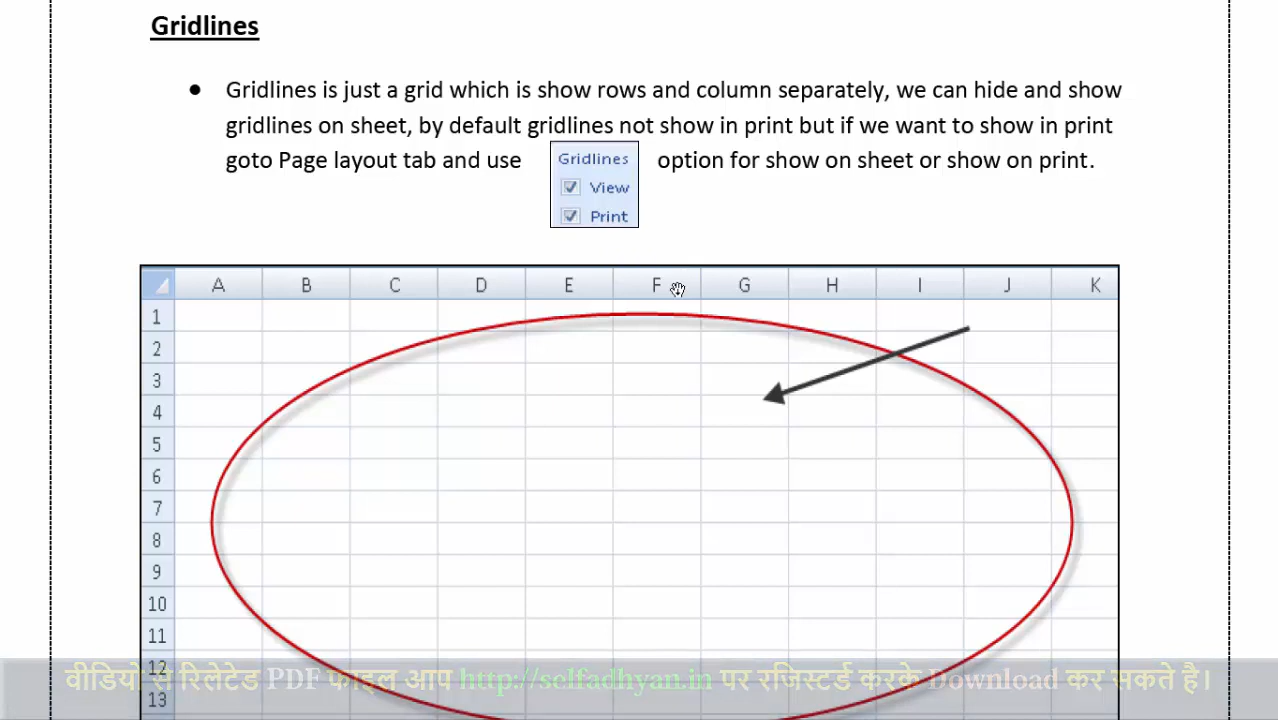 Gridlines
● Gridlines is just a grid which is show rows and column separately, we can hide and show
gridlines on sheet, by default gridlines not show in print but if we want to show in print
goto Page layout tab and use option for show on sheet or show on print.
Gridlines
View
Print
A B C D E F G H I J K
1
2
3
4
5
6
7
8
9
10
11
12
13
वीडियो से रिलेटेड PDF फाइल आप http://selfadhyan.in पर रजिस्टर्ड करके Download कर सकते है।